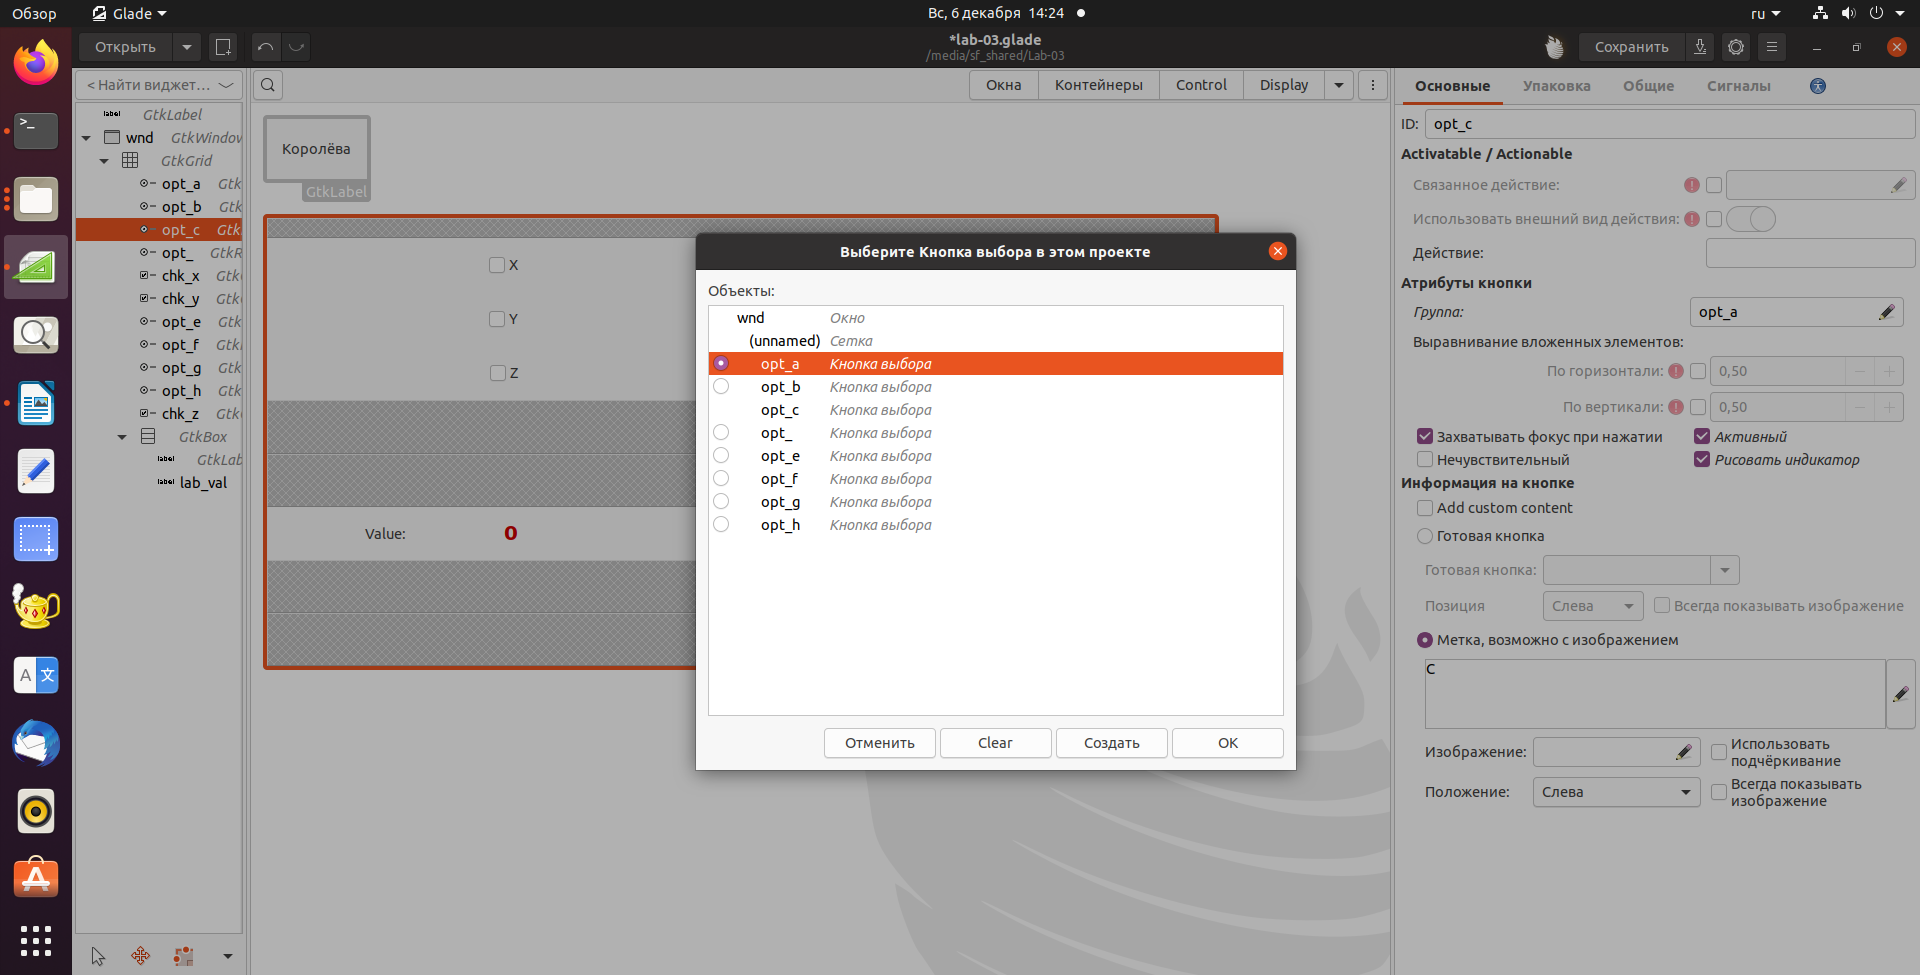 Обзор
Glade
Вс, 6 декабря 14:24
ru
Открыть
*lab-03.glade
/media/sf_shared/Lab-03
Сохранить
< Найти виджет...
Окна
Контейнеры
Control
Display
label GtkLabel
wnd GtkWindov
GtkGrid
opt_a Gtk
opt_b Gtk
opt_c Gtk
opt_ GtkR
chk_x Gtk
chk_y Gtk
opt_e Gtk
opt_f Gtk
opt_g Gtk
opt_h Gtk
chk_z Gtk
GtkBox
label GtkLab
label lab_val
Королёва
GtkLabel
X
Y
Z
Value:
0
Выберите Кнопка выбора в этом проекте
Объекты:
wnd Окно
(unnamed) Сетка
opt_a Кнопка выбора
opt_b Кнопка выбора
opt_c Кнопка выбора
opt_ Кнопка выбора
opt_e Кнопка выбора
opt_f Кнопка выбора
opt_g Кнопка выбора
opt_h Кнопка выбора
Отменить
Clear
Создать
OK
Основные
Упаковка
Общие
Сигналы
ID: opt_c
Activatable / Actionable
Связанное действие:
Использовать внешний вид действия:
Действие:
Атрибуты кнопки
Группа: opt_a
Выравнивание вложенных элементов:
По горизонтали: 0,50
По вертикали: 0,50
Захватывать фокус при нажатии
Активный
Нечувствительный
Рисовать индикатор
Информация на кнопке
Add custom content
Готовая кнопка
Готовая кнопка:
Позиция Слева
Всегда показывать изображение
Метка, возможно с изображением
C
Изображение:
Использовать
подчёркивание
Положение: Слева
Всегда показывать
изображение